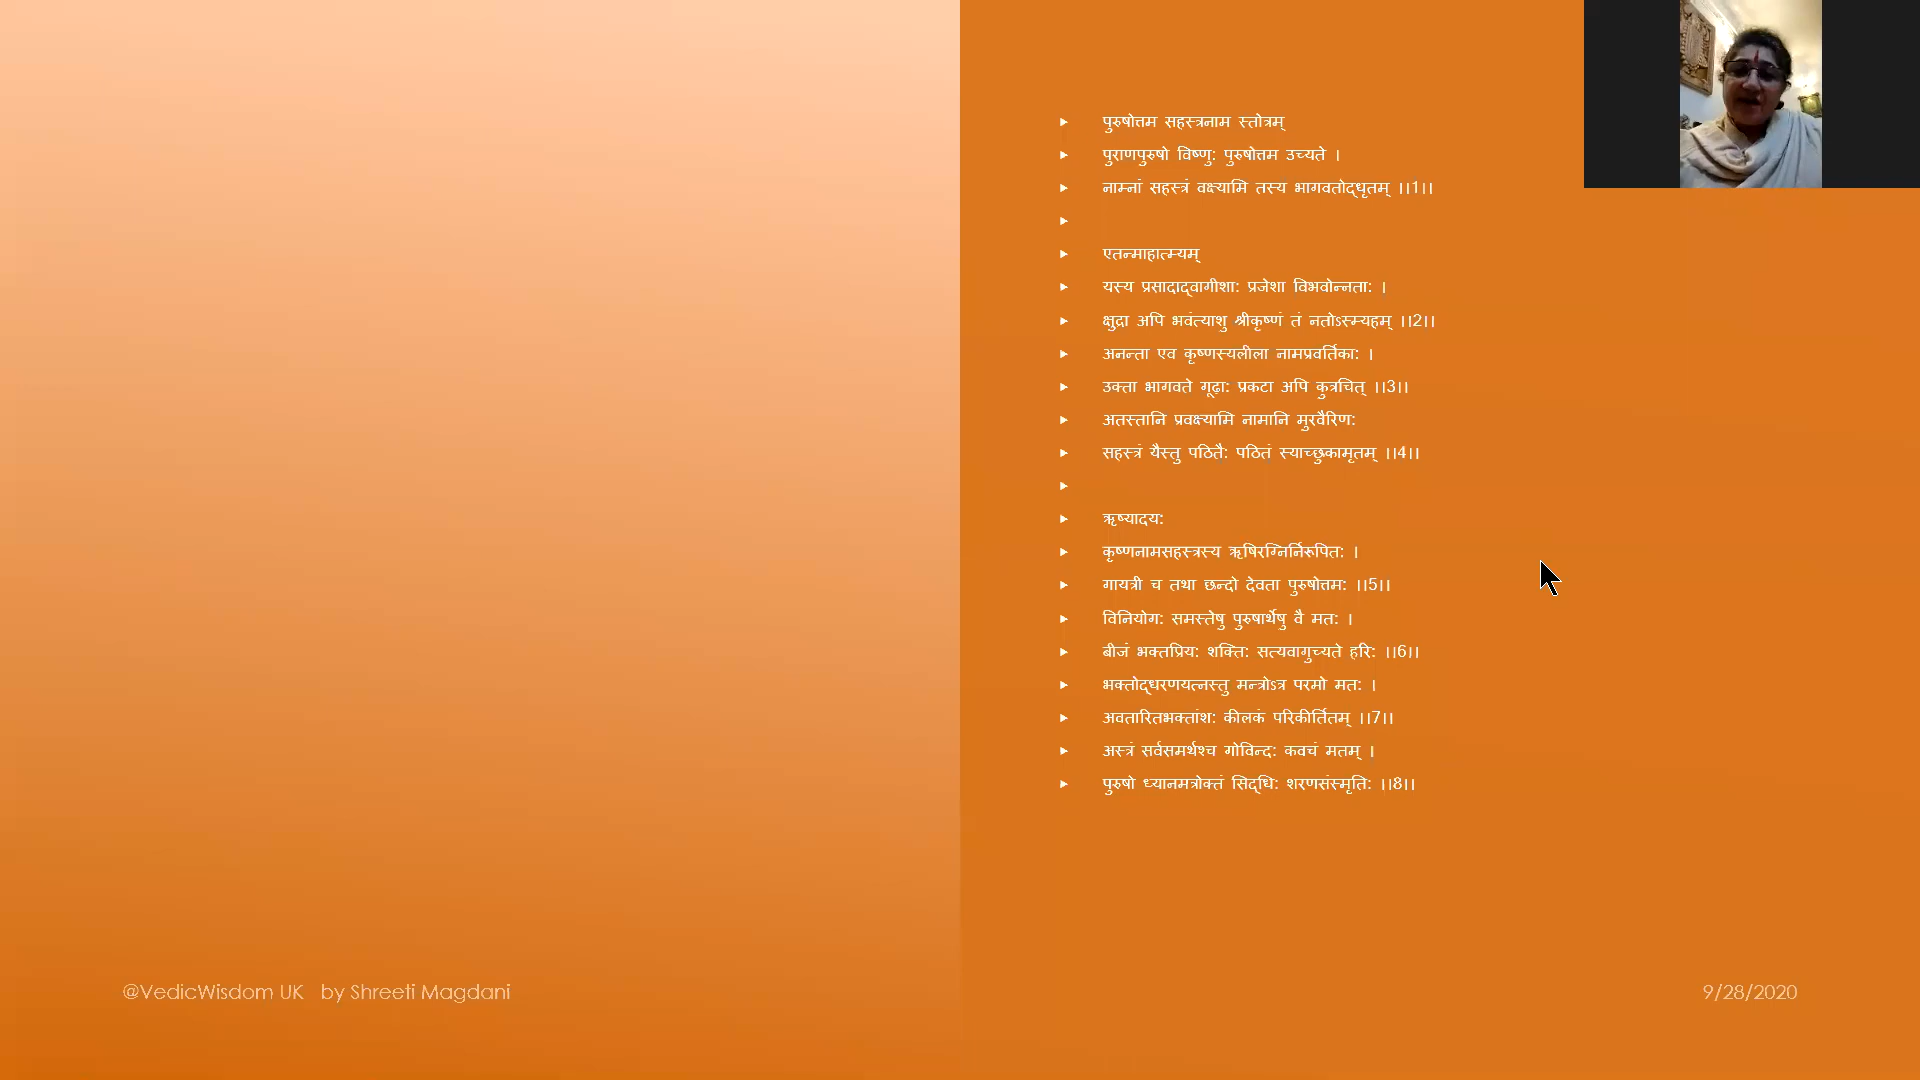 पुरुषोत्तम सहस्त्रनाम स्तोत्रम्
पुराणपुरुषो विष्णु: पुरुषोत्तम उच्यते ।
नाम्नां सहस्त्रं वक्ष्यामि तस्य भागवतोद्धृतम् ।।1।।
एतन्माहात्म्यम्
यस्य प्रसादाद्वागीशा: प्रजेशा विभवोन्नता: ।
क्षुद्रा अपि भवंत्याशु श्रीकृष्णं तं नतोऽस्म्यहम् ।।2।।
अनन्ता एव कृष्णस्यलीला नामप्रवर्तिका: ।
उक्ता भागवते गूढ़ा: प्रकटा अपि कुत्रचित् ।।3।।
अतस्तानि प्रवक्ष्यामि नामानि मुरवैरिण:
सहस्त्रं यैस्तु पठितै: पठितं स्याच्छुकामृतम् ।।4।।
ऋष्यादय:
कृष्णनामसहस्त्रस्य ऋषिरग्निर्निरूपित: ।
गायत्री च तथा छन्दो देवता पुरुषोत्तम: ।।5।।
विनियोग: समस्तेषु पुरुषार्थेषु वै मत: ।
बीजं भक्तप्रिय: शक्ति: सत्यवागुच्यते हरि: ।।6।।
भक्तोद्धरणयत्नस्तु मन्त्रोऽत्र परमो मत: ।
अवतारितभक्तांश: कीलकं परिकीर्तितम् ।।7।।
अस्त्रं सर्वसमर्थश्च गोविन्द: कवचं मतम् ।
पुरुषो ध्यानमत्रोक्तं सिद्धि: शरणसंस्मृति: ।।8।।
@VedicWisdom UK by Shreeti Magdani
9/28/2020